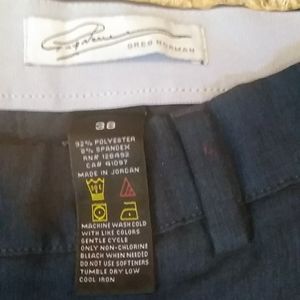 GREG NORMAN
38
92% POLYESTER
8% SPANDEX
RN# 126492
CA# 41097
MADE IN JORDAN
MACHINE WASH COLD
WITH LIKE COLORS
GENTLE CYCLE
ONLY NON-CHLORINE
BLEACH WHEN NEEDED
DO NOT USE SOFTENERS
TUMBLE DRY LOW
COOL IRON